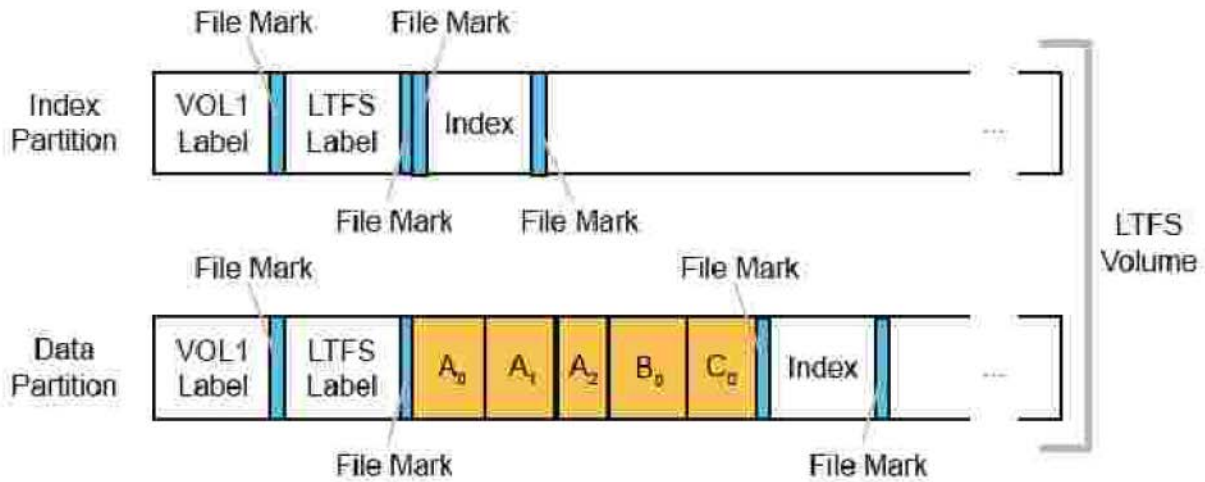 File Mark File Mark
Index
Partition
VOL1
Label
LTFS
Label
Index
...
File Mark File Mark
LTFS
Volume
File Mark File Mark
Data
Partition
VOL1
Label
LTFS
Label
A₀ A₁ A₂ B₀ C₀
Index
...
File Mark File Mark